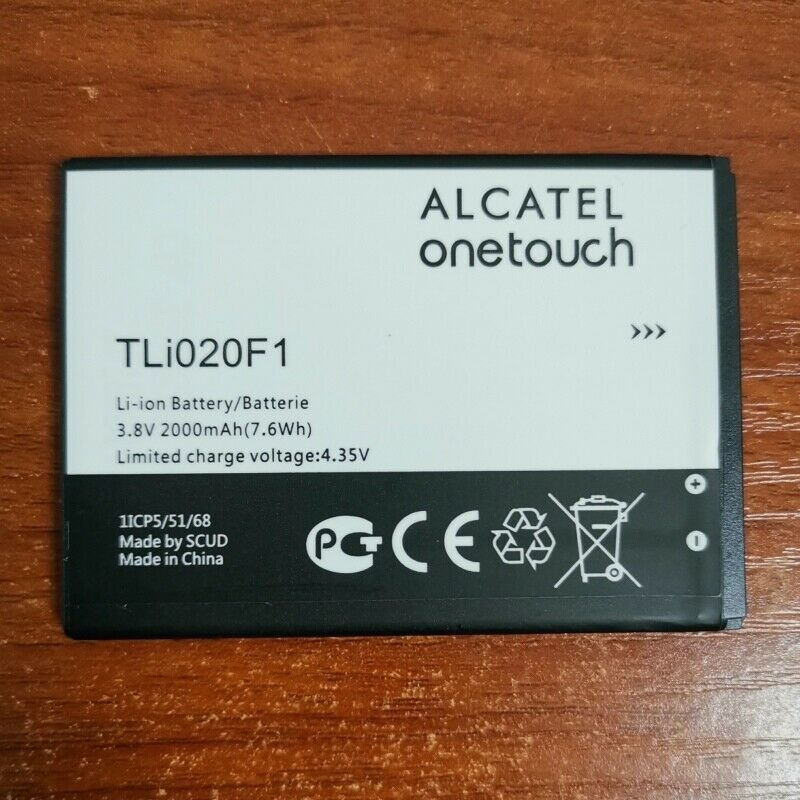 ALCATEL
onetouch
>>>
TLi020F1
Li-ion Battery/Batterie
3.8V 2000mAh(7.6Wh)
Limited charge voltage:4.35V
1ICP5/51/68
Made by SCUD
Made in China
PCT CE
+
-